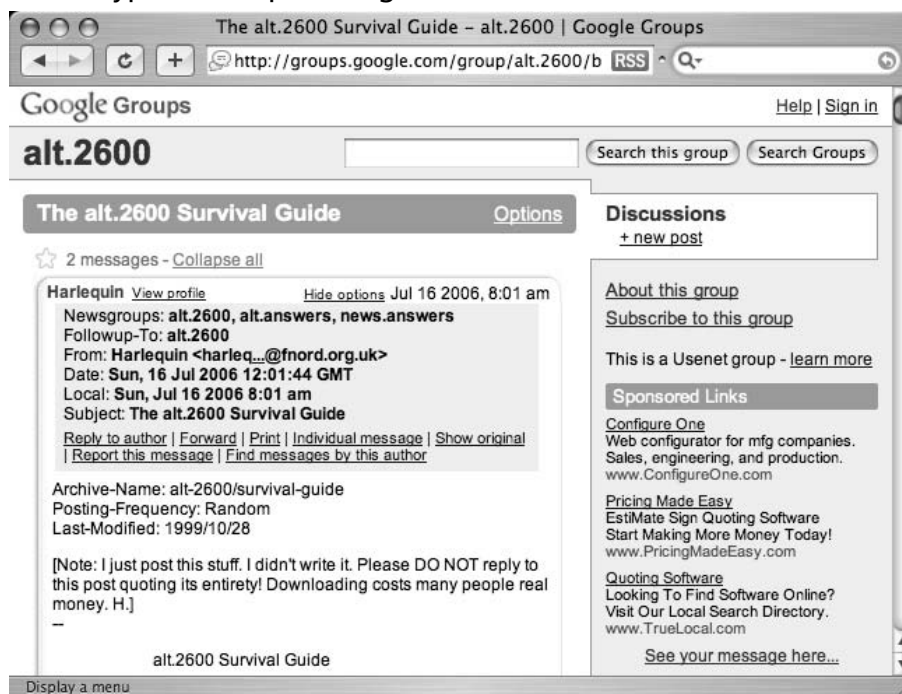 The alt.2600 Survival Guide – alt.2600 | Google Groups
http://groups.google.com/group/alt.2600/b RSS
Google Groups
Help | Sign in
alt.2600
Search this group Search Groups
The alt.2600 Survival Guide Options
2 messages - Collapse all
Harlequin View profile Hide options Jul 16 2006, 8:01 am
Newsgroups: alt.2600, alt.answers, news.answers
Followup-To: alt.2600
From: Harlequin <harleq...@fnord.org.uk>
Date: Sun, 16 Jul 2006 12:01:44 GMT
Local: Sun, Jul 16 2006 8:01 am
Subject: The alt.2600 Survival Guide
Reply to author | Forward | Print | Individual message | Show original
| Report this message | Find messages by this author
Archive-Name: alt-2600/survival-guide
Posting-Frequency: Random
Last-Modified: 1999/10/28
[Note: I just post this stuff. I didn't write it. Please DO NOT reply to
this post quoting its entirety! Downloading costs many people real
money. H.]
--
alt.2600 Survival Guide
Discussions
+ new post
About this group
Subscribe to this group
This is a Usenet group - learn more
Sponsored Links
Configure One
Web configurator for mfg companies.
Sales, engineering, and production.
www.ConfigureOne.com
Pricing Made Easy
EstiMate Sign Quoting Software
Start Making More Money Today!
www.PricingMadeEasy.com
Quoting Software
Looking To Find Software Online?
Visit Our Local Search Directory.
www.TrueLocal.com
See your message here...
Display a menu